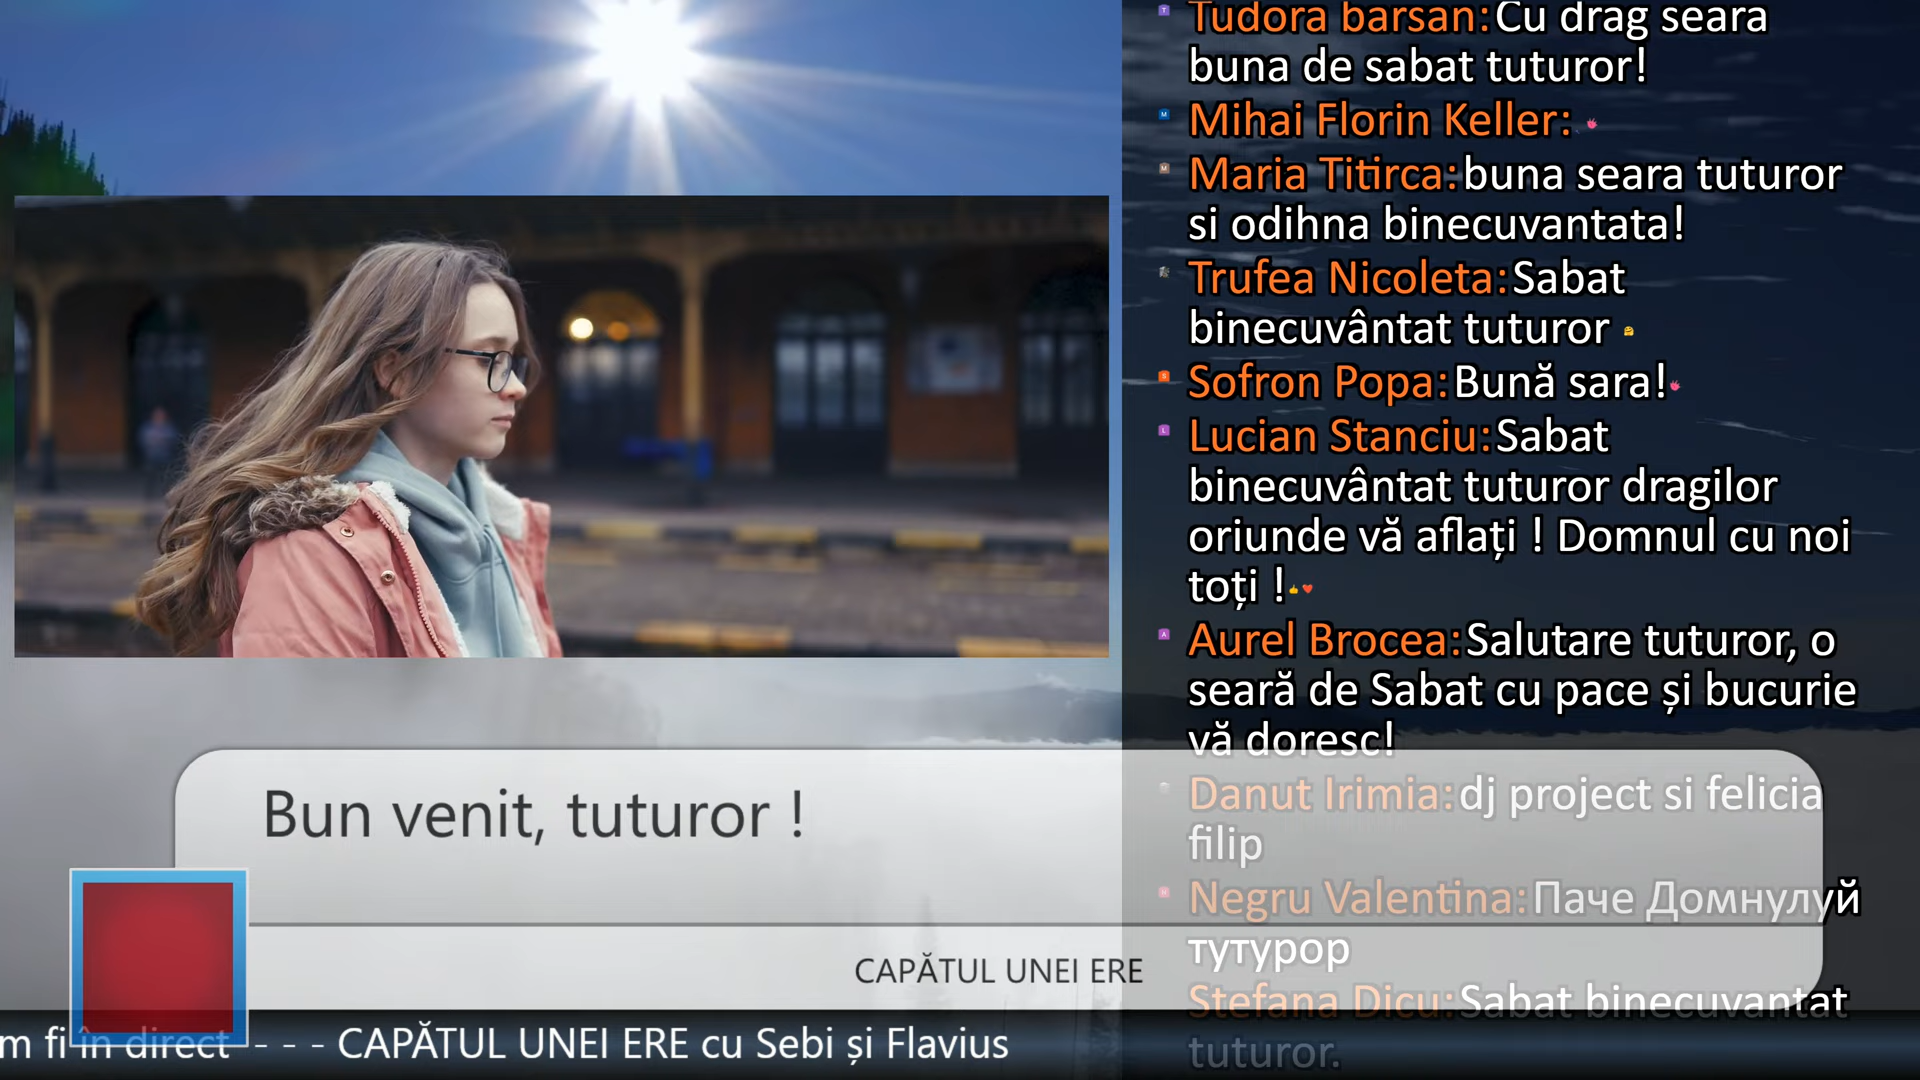 Tudora barsan:Cu drag seara
buna de sabat tuturor!
Mihai Florin Keller:
Maria Titirca:buna seara tuturor
si odihna binecuvantata!
Trufea Nicoleta:Sabat
binecuvântat tuturor
Sofron Popa:Bună sara!
Lucian Stanciu:Sabat
binecuvântat tuturor dragilor
oriunde vă aflați ! Domnul cu noi
toți !
Aurel Brocea:Salutare tuturor, o
seară de Sabat cu pace și bucurie
vă doresc!
Danut Irimia:dj project si felicia
filip
Negru Valentina:Паче Домнулуй
тутурор
Stefana Dicu:Sabat binecuvantat
tuturor.
Bun venit, tuturor !
CAPĂTUL UNEI ERE
m fi în direct - - - CAPĂTUL UNEI ERE cu Sebi și Flavius